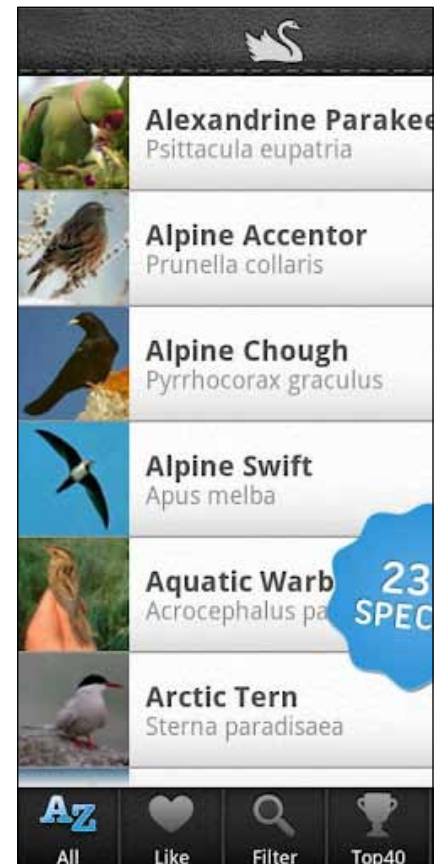 Alexandrine Parakee
Psittacula eupatria
Alpine Accentor
Prunella collaris
Alpine Chough
Pyrrhocorax graculus
Alpine Swift
Apus melba
Aquatic Warb
Acrocephalus pa
23
SPEC
Arctic Tern
Sterna paradisaea
AZ
All
Like
Filter
Top40